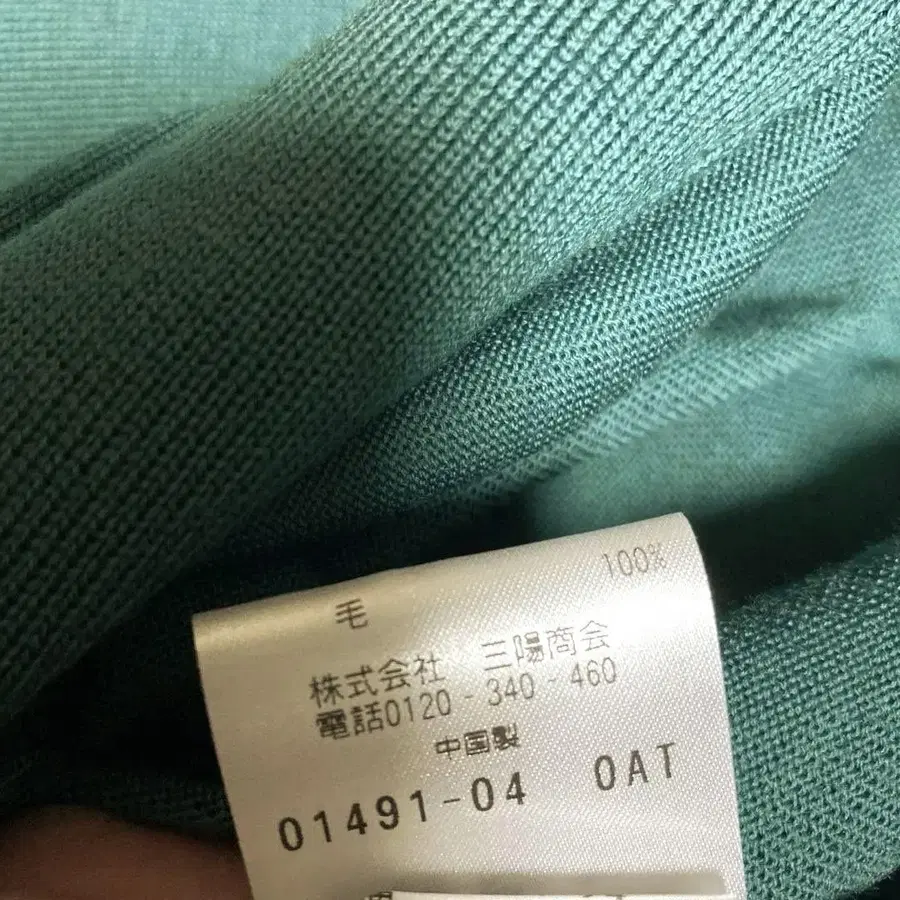 毛 100%
株式会社 三陽商会
電話0120-340-460
中国製
01491-04 0AT